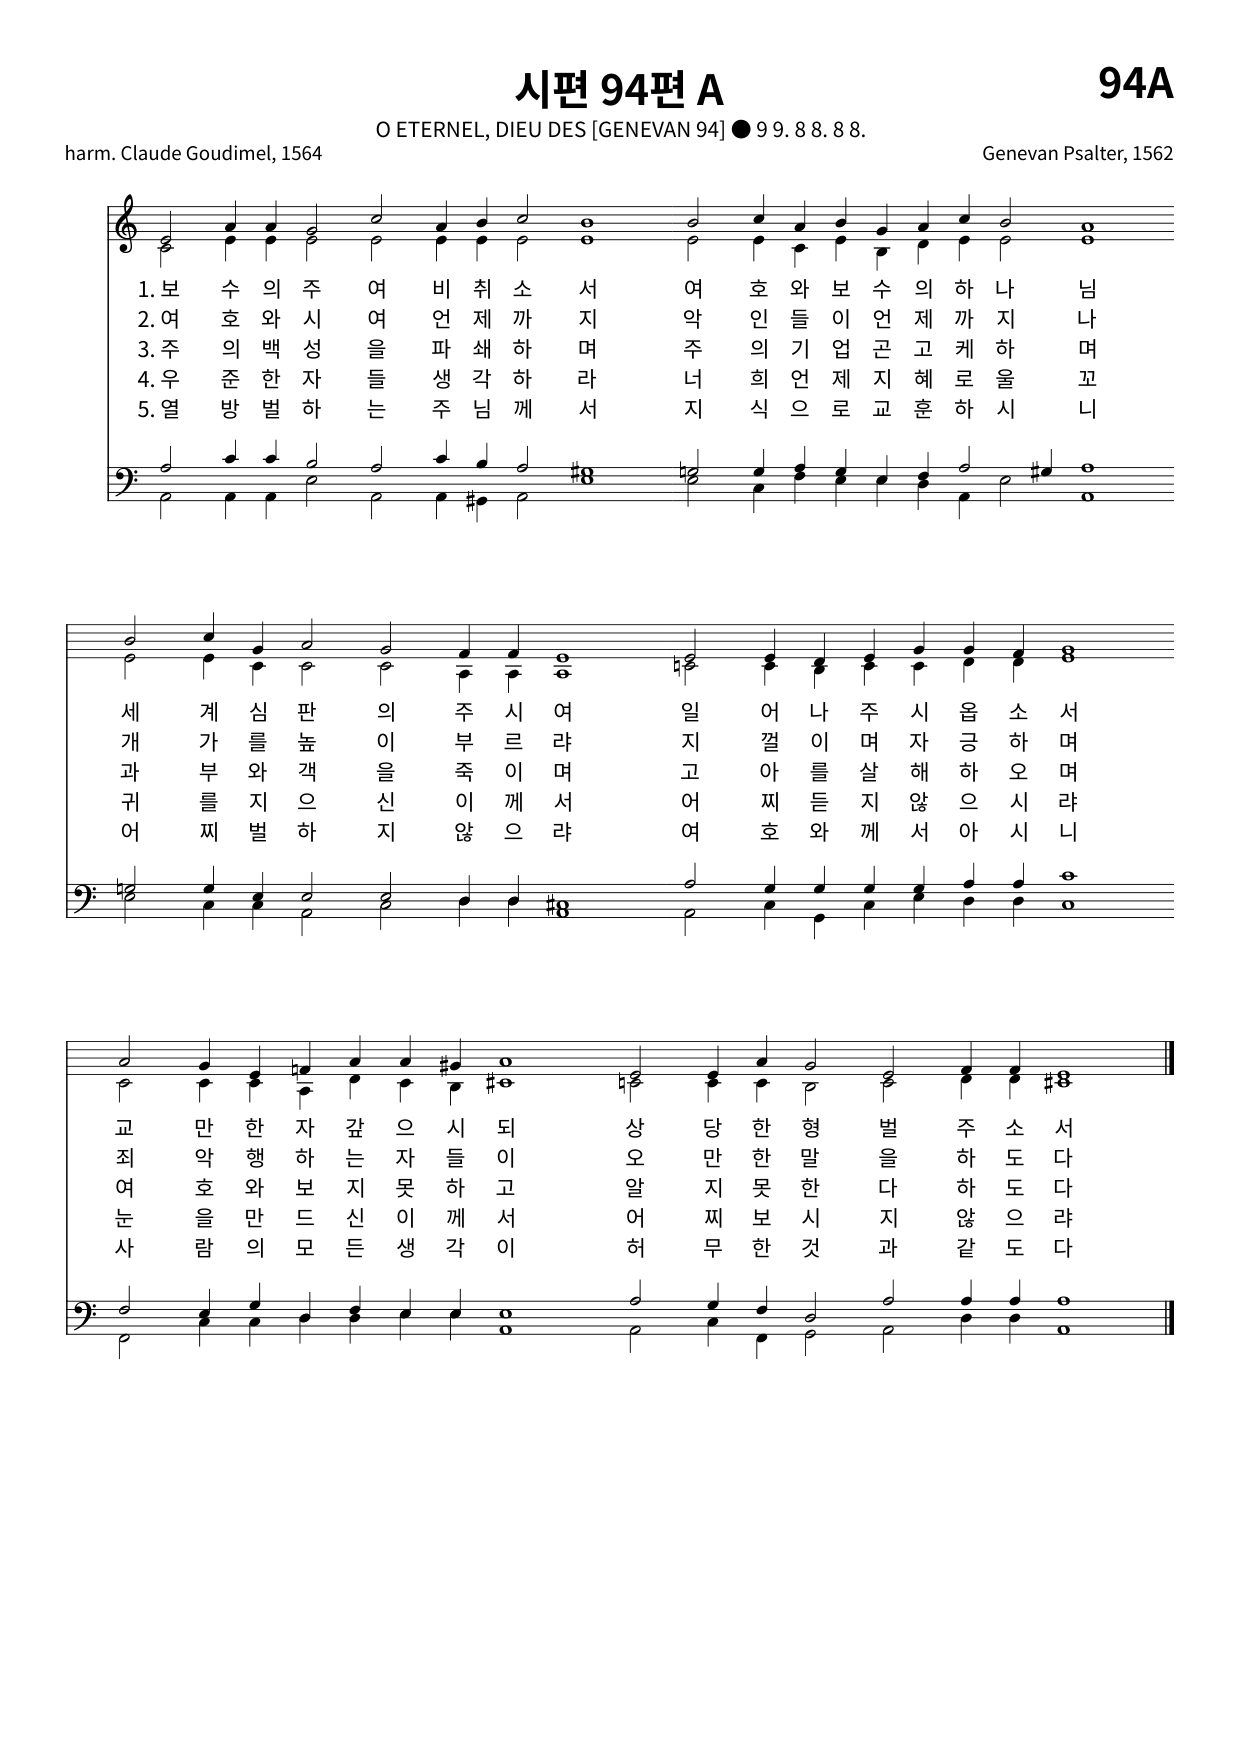 시편 94편 A
94A
O ETERNEL, DIEU DES [GENEVAN 94] ● 9 9. 8 8. 8 8.
harm. Claude Goudimel, 1564
Genevan Psalter, 1562
1. 보 수 의 주 여 비 취 소 서 여 호 와 보 수 의 하 나 님
2. 여 호 와 시 여 언 제 까 지 악 인 들 이 언 제 까 지 나
3. 주 의 백 성 을 파 쇄 하 며 주 의 기 업 곤 고 케 하 며
4. 우 준 한 자 들 생 각 하 라 너 희 언 제 지 혜 로 울 꼬
5. 열 방 벌 하 는 주 님 께 서 지 식 으 로 교 훈 하 시 니
세 계 심 판 의 주 시 여 일 어 나 주 시 옵 소 서
개 가 를 높 이 부 르 랴 지 껄 이 며 자 긍 하 며
과 부 와 객 을 죽 이 며 고 아 를 살 해 하 오 며
귀 를 지 으 신 이 께 서 어 찌 듣 지 않 으 시 랴
어 찌 벌 하 지 않 으 랴 여 호 와 께 서 아 시 니
교 만 한 자 갚 으 시 되 상 당 한 형 벌 주 소 서
죄 악 행 하 는 자 들 이 오 만 한 말 을 하 도 다
여 호 와 보 지 못 하 고 알 지 못 한 다 하 도 다
눈 을 만 드 신 이 께 서 어 찌 보 시 지 않 으 랴
사 람 의 모 든 생 각 이 허 무 한 것 과 같 도 다